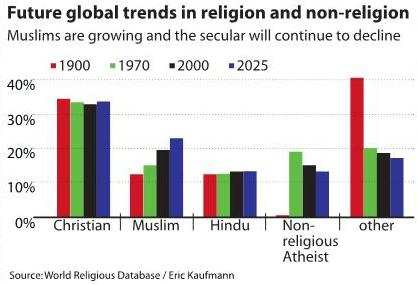 Future global trends in religion and non-religion
Muslims are growing and the secular will continue to decline
1900 1970 2000 2025
40%
30%
20%
10%
0%
Christian Muslim Hindu Non-religious Atheist other
Source: World Religious Database / Eric Kaufmann